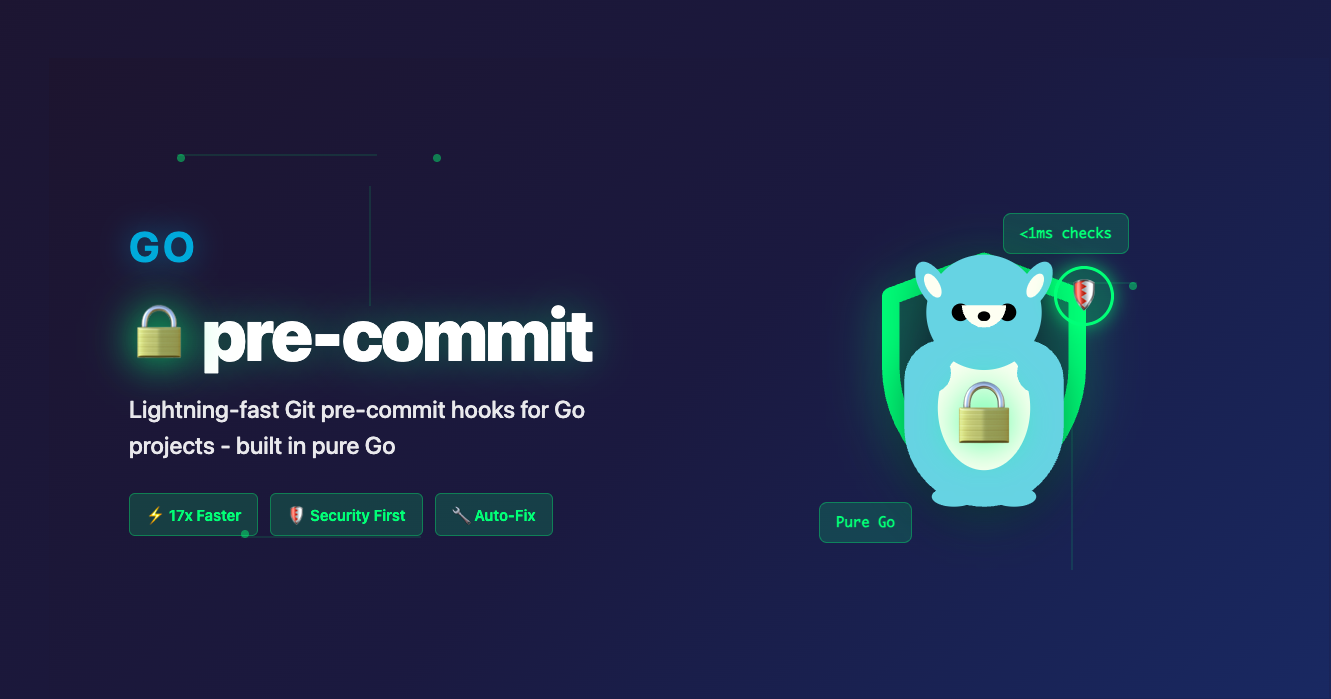 GO
🔒 pre-commit
Lightning-fast Git pre-commit hooks for Go
projects - built in pure Go
⚡ 17x Faster
🛡️ Security First
🔧 Auto-Fix
<1ms checks
Pure Go